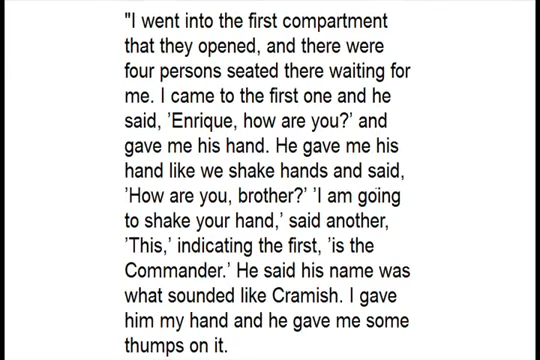 "I went into the first compartment
that they opened, and there were
four persons seated there waiting for
me. I came to the first one and he
said, 'Enrique, how are you?' and
gave me his hand. He gave me his
hand like we shake hands and said,
'How are you, brother?' 'I am going
to shake your hand,' said another,
'This,' indicating the first, 'is the
Commander.' He said his name was
what sounded like Cramish. I gave
him my hand and he gave me some
thumps on it.